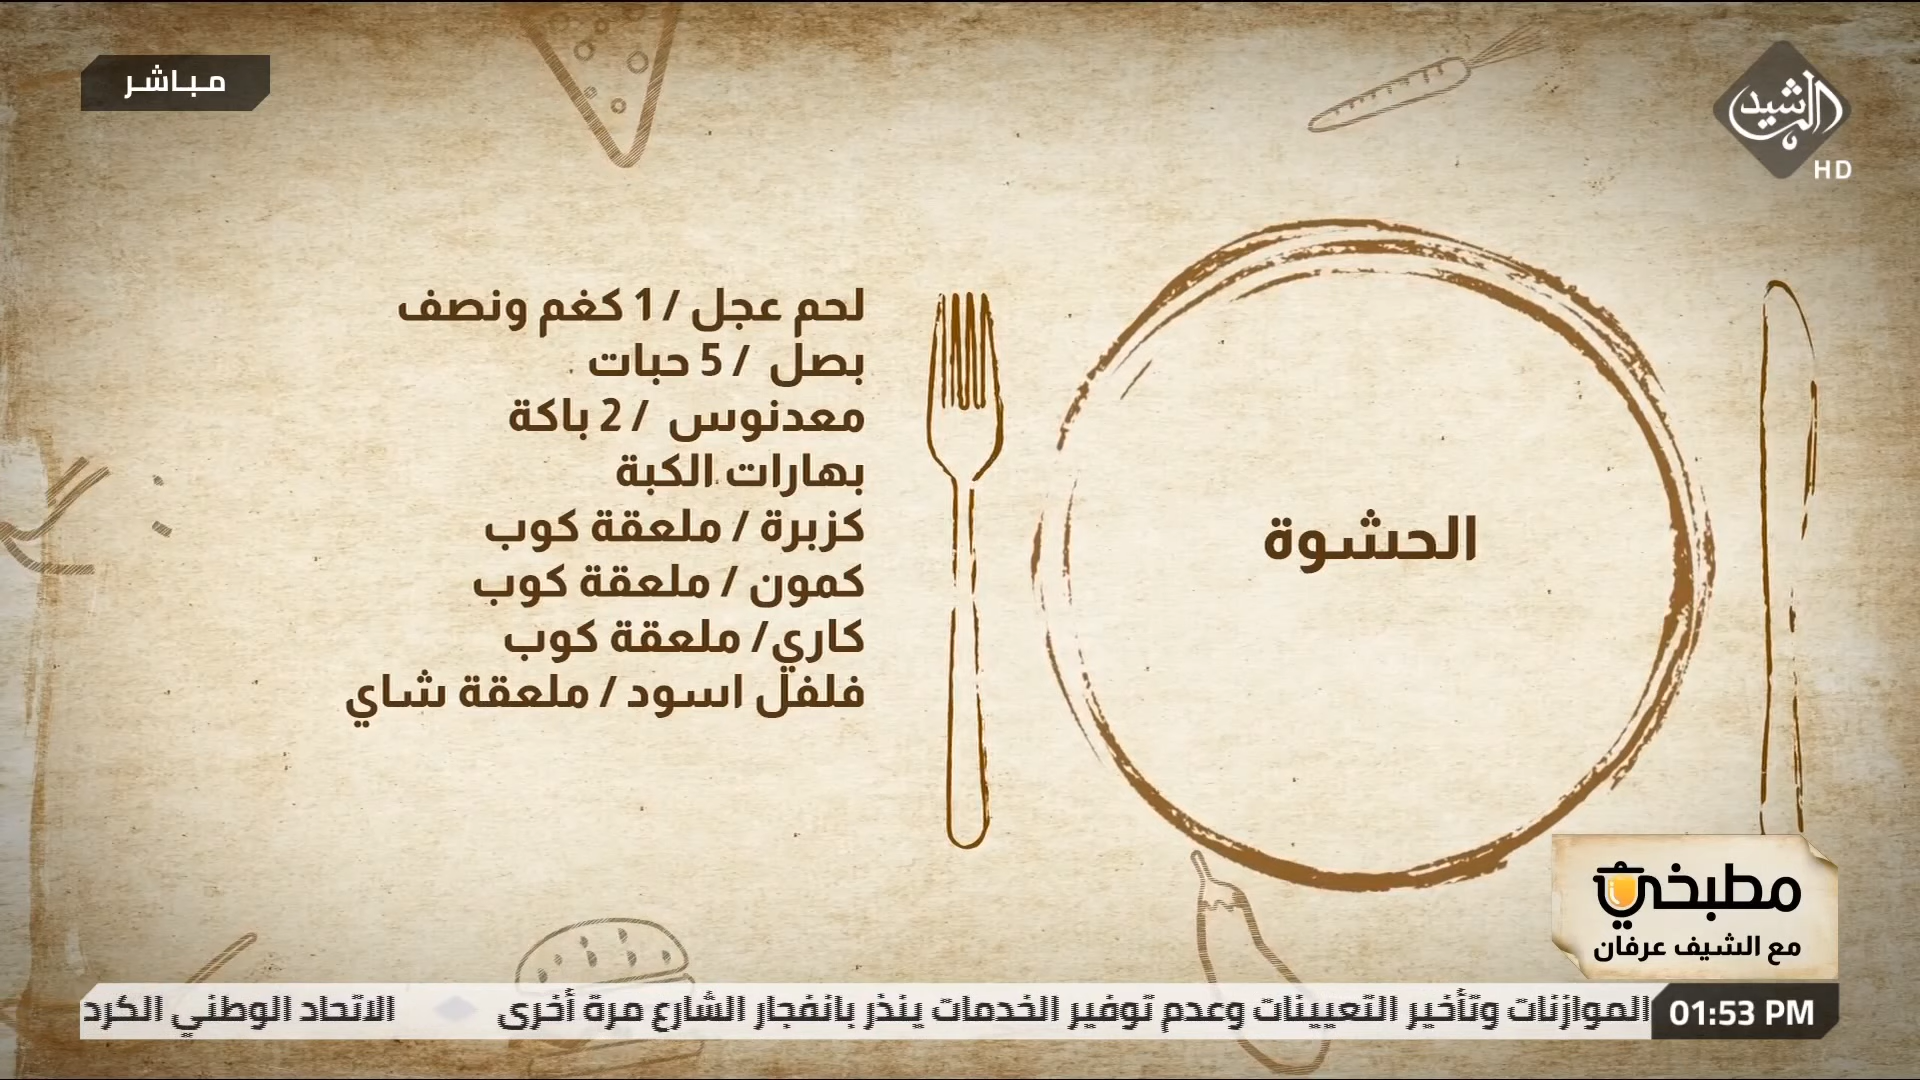 مباشر
الرشيد
HD
لحم عجل / 1 كغم ونصف
بصل / 5 حبات
معدنوس / 2 باكة
بهارات الكبة
كزبرة / ملعقة كوب
كمون / ملعقة كوب
كاري/ ملعقة كوب
فلفل اسود / ملعقة شاي
الحشوة
مطبخي
مع الشيف عرفان
01:53 PM
الموازنات وتأخير التعيينات وعدم توفير الخدمات ينذر بانفجار الشارع مرة أخرى
الاتحاد الوطني الكرد